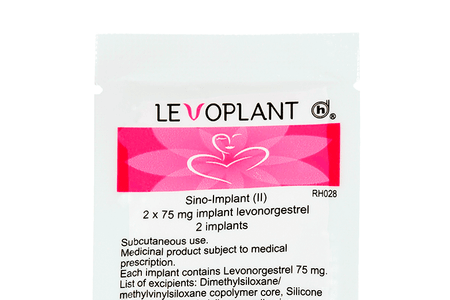 LEVOPLANT h ®
Sino-Implant (II) RH028
2 x 75 mg implant levonorgestrel
2 implants
Subcutaneous use.
Medicinal product subject to medical
prescription.
Each implant contains Levonorgestrel 75 mg.
List of excipients: Dimethylsiloxane/
methylvinylsiloxane copolymer core, Silicone